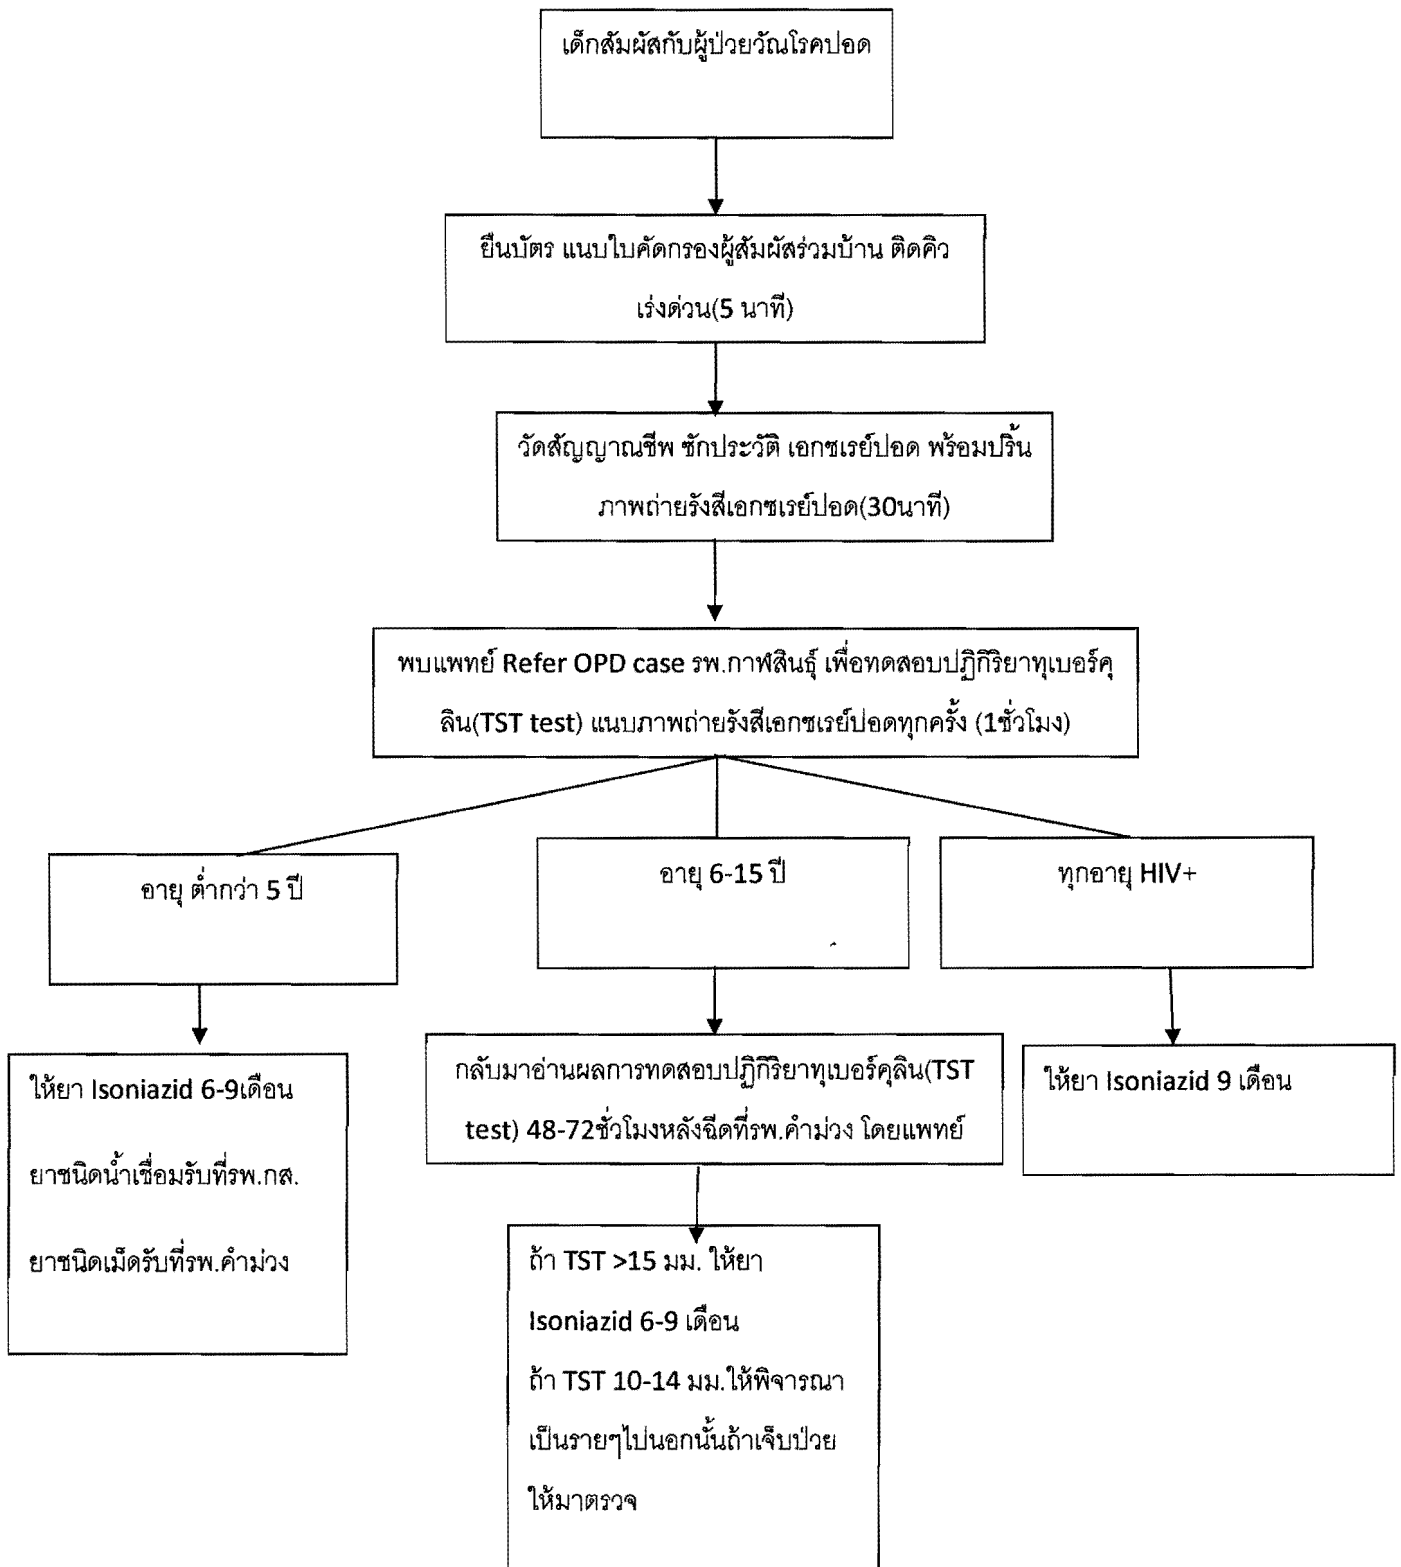 เด็กสัมผัสกับผู้ป่วยวัณโรคปอด
ยื่นบัตร แนบใบคัดกรองผู้สัมผัสร่วมบ้าน ติดคิว
เร่งด่วน(5 นาที)
วัดสัญญาณชีพ ซักประวัติ เอกซเรย์ปอด พร้อมปริ้น
ภาพถ่ายรังสีเอกซเรย์ปอด(30นาที)
พบแพทย์ Refer OPD case รพ.กาฬสินธุ์ เพื่อทดสอบปฏิกิริยาทุเบอร์คุ
ลิน(TST test) แนบภาพถ่ายรังสีเอกซเรย์ปอดทุกครั้ง (1ชั่วโมง)
อายุ ต่ำกว่า 5 ปี
อายุ 6-15 ปี
ทุกอายุ HIV+
ให้ยา Isoniazid 6-9เดือน
ยาชนิดน้ำเชื่อมรับที่รพ.กส.
ยาชนิดเม็ดรับที่รพ.คำม่วง
กลับมาอ่านผลการทดสอบปฏิกิริยาทุเบอร์คุลิน(TST
test) 48-72ชั่วโมงหลังฉีดที่รพ.คำม่วง โดยแพทย์
ให้ยา Isoniazid 9 เดือน
ถ้า TST >15 มม. ให้ยา
Isoniazid 6-9 เดือน
ถ้า TST 10-14 มม.ให้พิจารณา
เป็นรายๆไปนอกนั้นถ้าเจ็บป่วย
ให้มาตรวจ